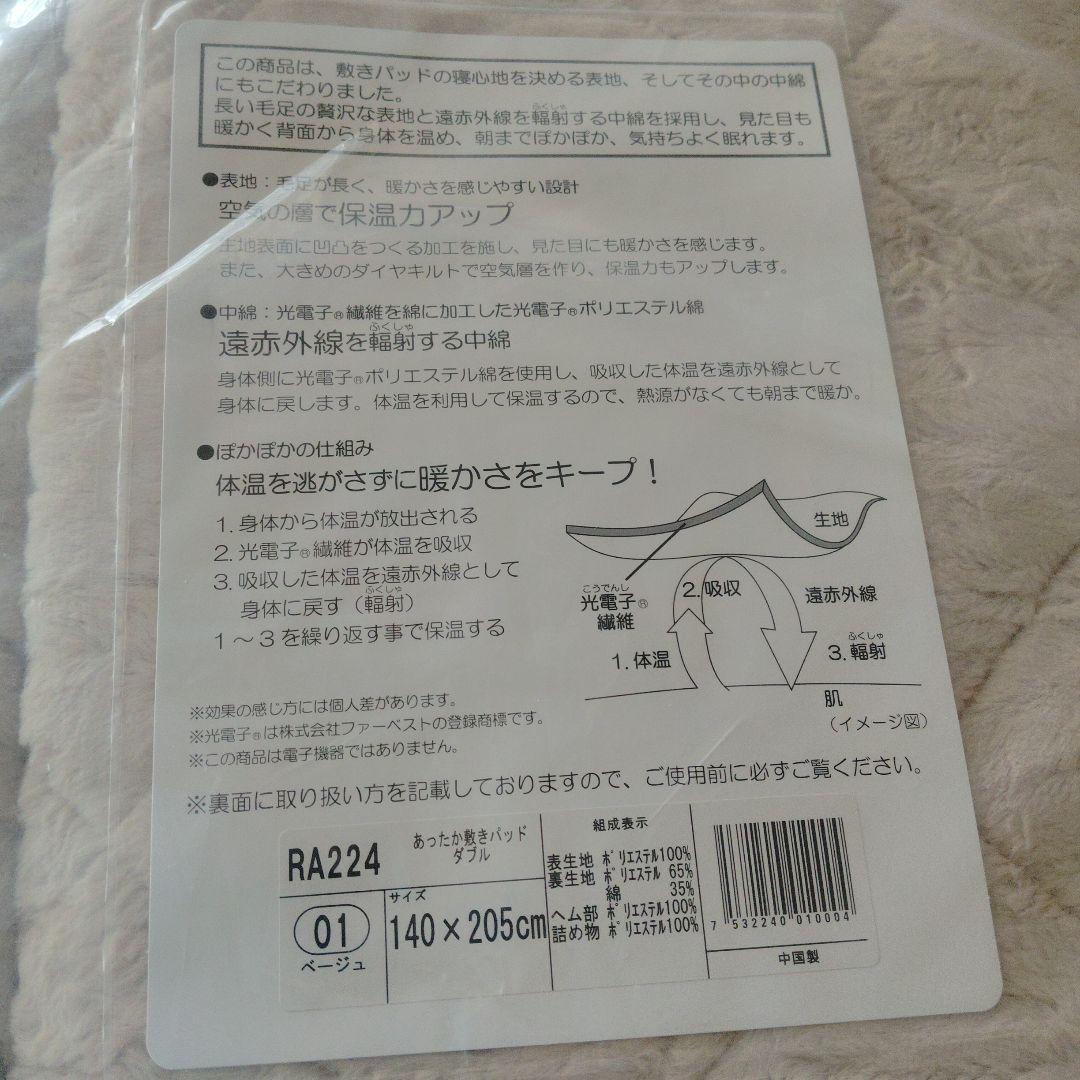 この商品は、敷きパッドの寝心地を決める表地、そしてその中の中綿
にもこだわりました。
長い毛足の贅沢な表地と遠赤外線を輻射する中綿を採用し、見た目も
ふくしゃ
暖かく背面から身体を温め、朝までぽかぽか、気持ちよく眠れます。
●表地：毛足が長く、暖かさを感じやすい設計
空気の層で保温力アップ
生地表面に凹凸をつくる加工を施し、見た目にも暖かさを感じます。
また、大きめのダイヤキルトで空気層を作り、保温力もアップします。
●中綿：光電子®繊維を綿に加工した光電子®ポリエステル綿
ふくしゃ
遠赤外線を輻射する中綿
身体側に光電子®ポリエステル綿を使用し、吸収した体温を遠赤外線として
身体に戻します。体温を利用して保温するので、熱源がなくても朝まで暖か。
●ぽかぽかの仕組み
体温を逃がさずに暖かさをキープ！
1. 身体から体温が放出される
2. 光電子®繊維が体温を吸収
3. 吸収した体温を遠赤外線として
ふくしゃ
身体に戻す（輻射）
1～3を繰り返す事で保温する
生地
こうでんし
光電子®
繊維
2. 吸収
遠赤外線
1. 体温
ふくしゃ
3. 輻射
肌
（イメージ図）
※効果の感じ方には個人差があります。
※光電子®は株式会社ファーベストの登録商標です。
※この商品は電子機器ではありません。
※裏面に取り扱い方を記載しておりますので、ご使用前に必ずご覧ください。
RA224
あったか敷きパッド
ダブル
01
ベージュ
サイズ
140×205cm
組成表示
表生地 ポリエステル100%
裏生地 ポリエステル 65%
綿 35%
ヘム部 ポリエステル100%
詰め物 ポリエステル100%
7 532240 010004
中国製